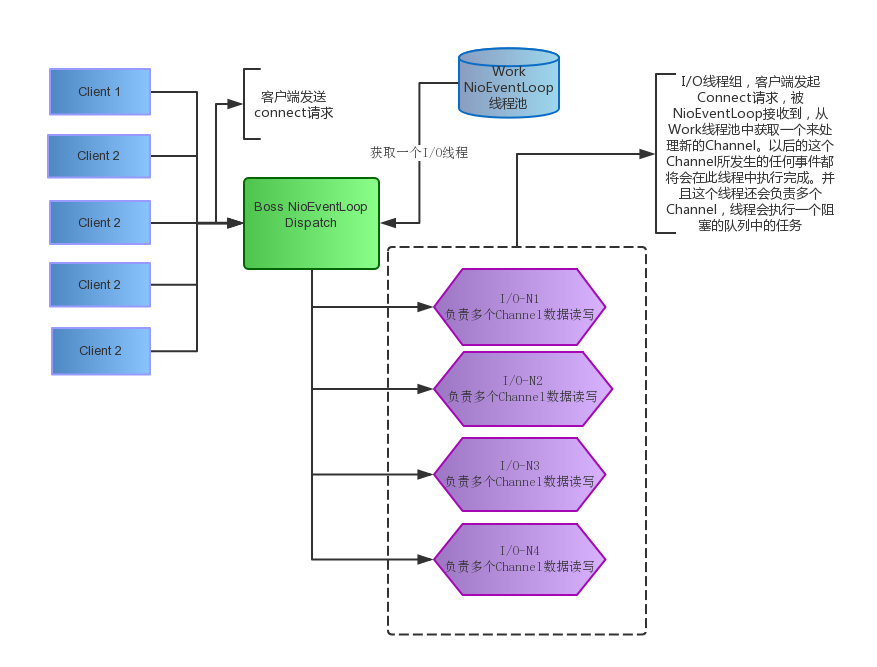 Client 1
Client 2
Client 2
Client 2
Client 2
客户端发送
connect请求
Work
NioEventLoop
线程池
获取一个I/O线程
Boss NioEventLoop
Dispatch
I/O线程组，客户端发起
Connect请求，被
NioEventLoop接收到，从
Work线程池中获取一个来处
理新的Channel。以后的这个
Channel所发生的任何事件都
将会在此线程中执行完成。并
且这个线程还会负责多个
Channel，线程会执行一个阻
塞的队列中的任务
I/O-N1
负责多个Channel数据读写
I/O-N2
负责多个Channel数据读写
I/O-N3
负责多个Channel数据读写
I/O-N4
负责多个Channel数据读写